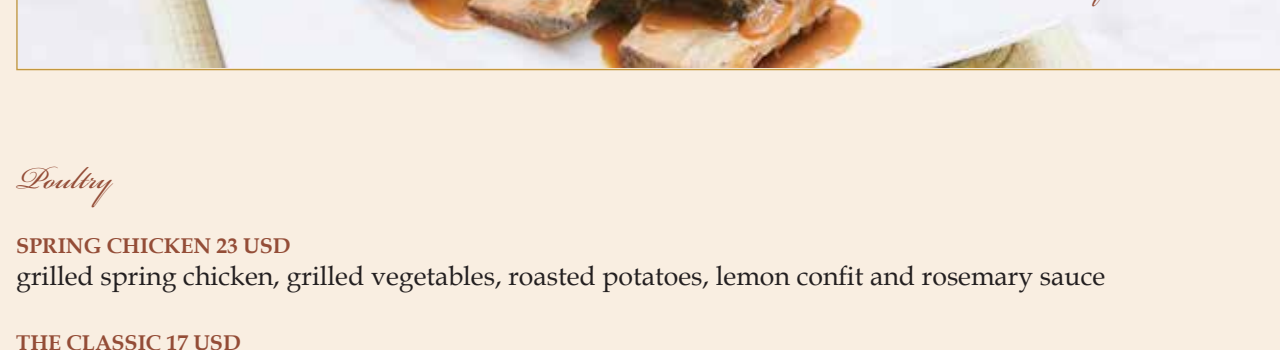 Poultry
SPRING CHICKEN 23 USD
grilled spring chicken, grilled vegetables, roasted potatoes, lemon confit and rosemary sauce
THE CLASSIC 17 USD